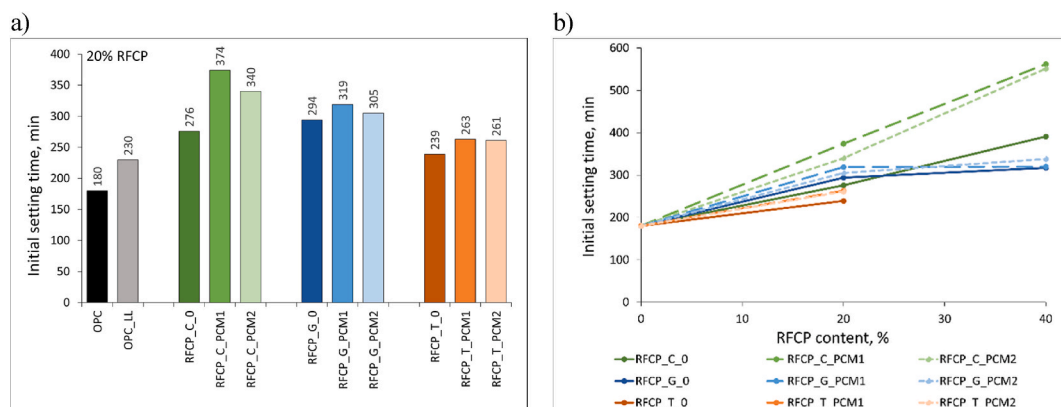 a)
20% RFCP
Initial setting time, min
400
350
300
250
200
150
100
50
0
180
230
276
374
340
294
319
305
239
263
261
OPC
OPC_LL
RFCP_C_0
RFCP_C_PCM1
RFCP_C_PCM2
RFCP_G_0
RFCP_G_PCM1
RFCP_G_PCM2
RFCP_T_0
RFCP_T_PCM1
RFCP_T_PCM2
b)
Initial setting time, min
600
500
400
300
200
100
0
0
10
20
30
40
RFCP content, %
RFCP_C_0 RFCP_C_PCM1 RFCP_C_PCM2
RFCP_G_0 RFCP_G_PCM1 RFCP_G_PCM2
RFCP_T_0 RFCP_T_PCM1 RFCP_T_PCM2